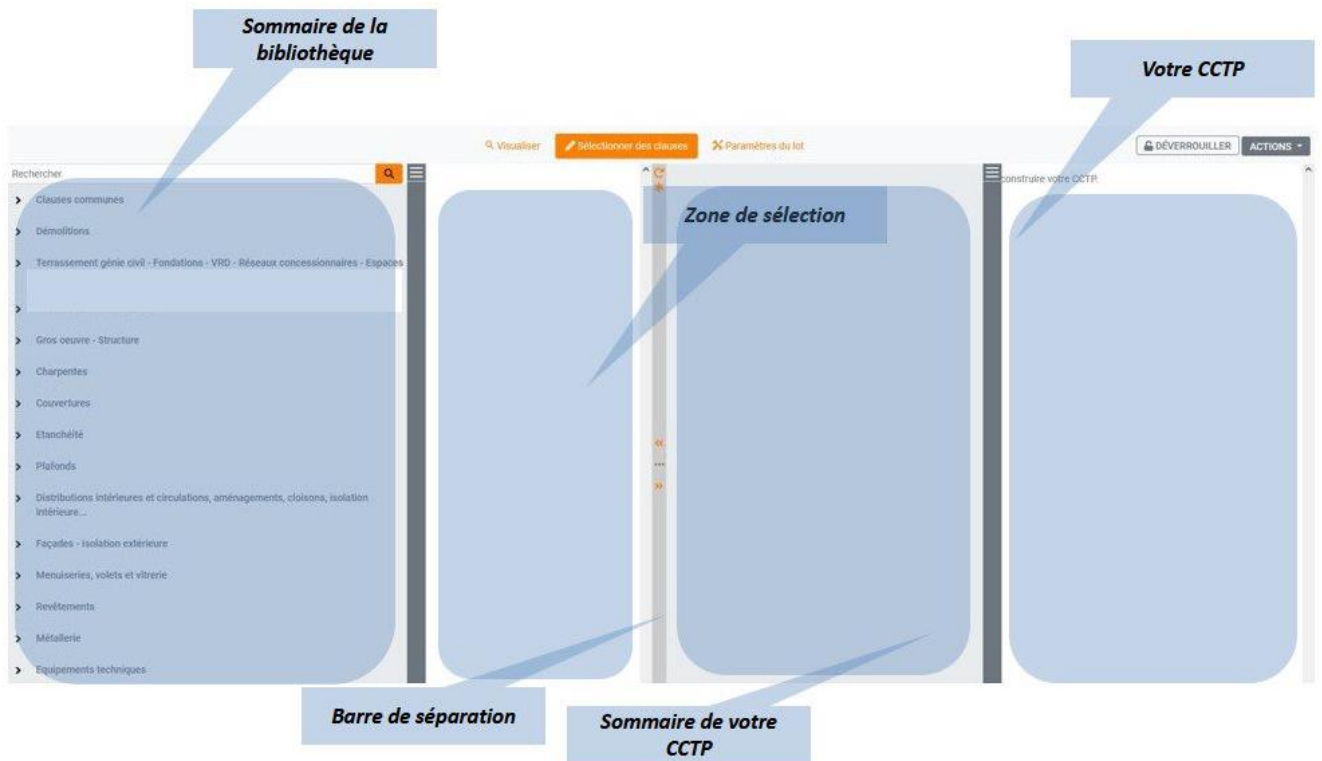 Sommaire de la
bibliothèque
Votre CCTP
Visualiser
Sélectionner des clauses
Paramètres du lot
DÉVERROUILLER
ACTIONS
Rechercher
construire votre CCTP.
Clauses communes
Zone de sélection
Démolitions
Terrassement génie civil - Fondations - VRD - Réseaux concessionnaires - Espaces
Gros oeuvre - Structure
Charpentes
Couvertures
Etanchéité
Plafonds
Distributions intérieures et circulations, aménagements, cloisons, isolation
intérieure...
Façades - Isolation extérieure
Menuiseries, volets et vitrerie
Revêtements
Métallerie
Equipements techniques
Barre de séparation
Sommaire de votre
CCTP